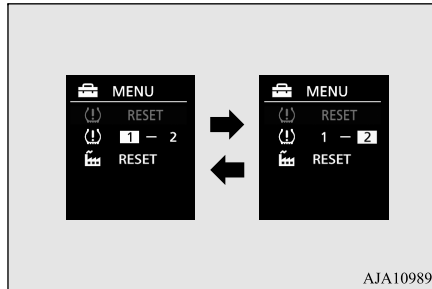 MENU
RESET
1 — 2
RESET
MENU
RESET
1 — 2
RESET
AJA10989